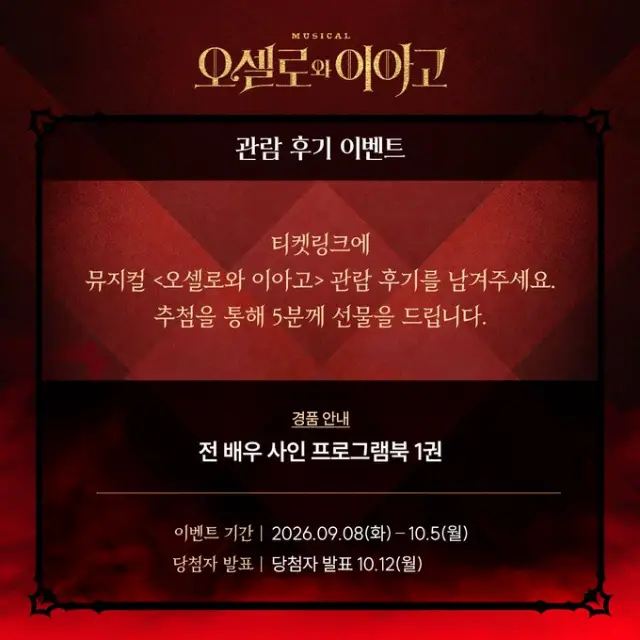 MUSICAL
오셀로와 이아고
관람 후기 이벤트
티켓링크에
뮤지컬 <오셀로와 이아고> 관람 후기를 남겨주세요.
추첨을 통해 5분께 선물을 드립니다.
경품 안내
전 배우 사인 프로그램북 1권
이벤트 기간 | 2026.09.08(화) – 10.5(월)
당첨자 발표 | 당첨자 발표 10.12(월)